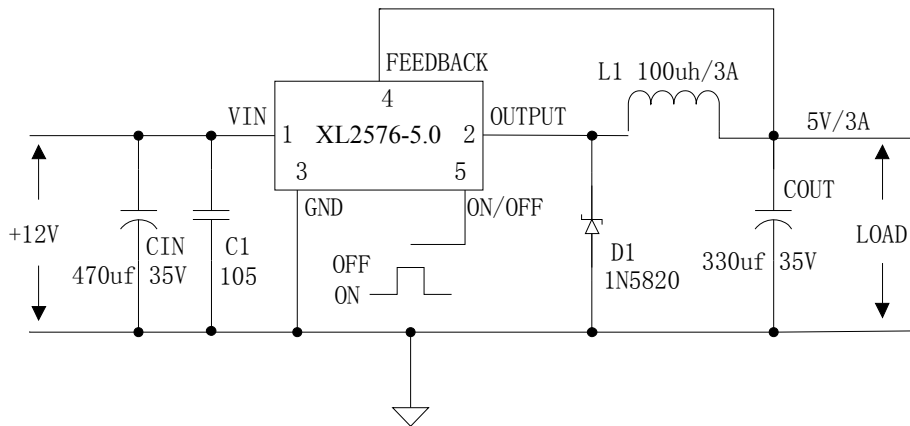 FEEDBACK
L1 100uh/3A
4
VIN
OUTPUT
5V/3A
1
XL2576-5.0
2
3
5
GND
ON/OFF
COUT
+12V
CIN
C1
OFF
D1
LOAD
470uf 35V
105
ON
1N5820
330uf 35V